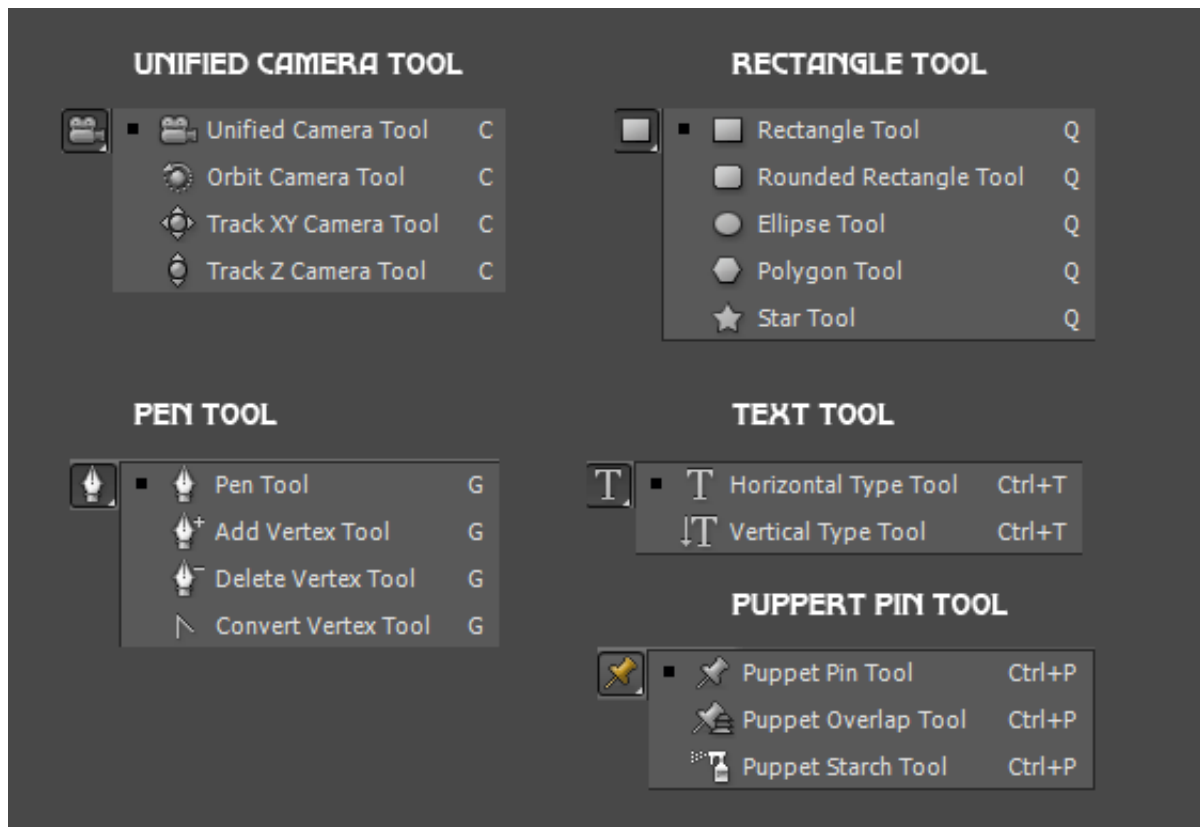 UNIFIED CAMERA TOOL
Unified Camera Tool C
Orbit Camera Tool C
Track XY Camera Tool C
Track Z Camera Tool C
RECTANGLE TOOL
Rectangle Tool Q
Rounded Rectangle Tool Q
Ellipse Tool Q
Polygon Tool Q
Star Tool Q
PEN TOOL
Pen Tool G
Add Vertex Tool G
Delete Vertex Tool G
Convert Vertex Tool G
TEXT TOOL
T T Horizontal Type Tool Ctrl+T
T Vertical Type Tool Ctrl+T
PUPPERT PIN TOOL
Puppet Pin Tool Ctrl+P
Puppet Overlap Tool Ctrl+P
Puppet Starch Tool Ctrl+P